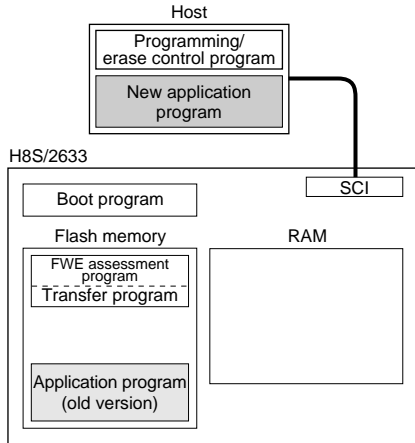 Host
Programming/
erase control program
New application
program
H8S/2633
SCI
Boot program
Flash memory
RAM
FWE assessment
program
Transfer program
Application program
(old version)